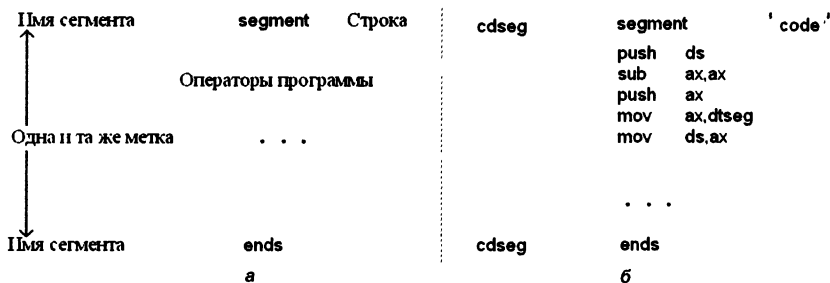 Имя сегмента segment Строка
Операторы программы
Одна и та же метка . . .
Имя сегмента ends
а
cdseg segment 'code'
push ds
sub ax,ax
push ax
mov ax,dtseg
mov ds,ax
. . .
cdseg ends
б